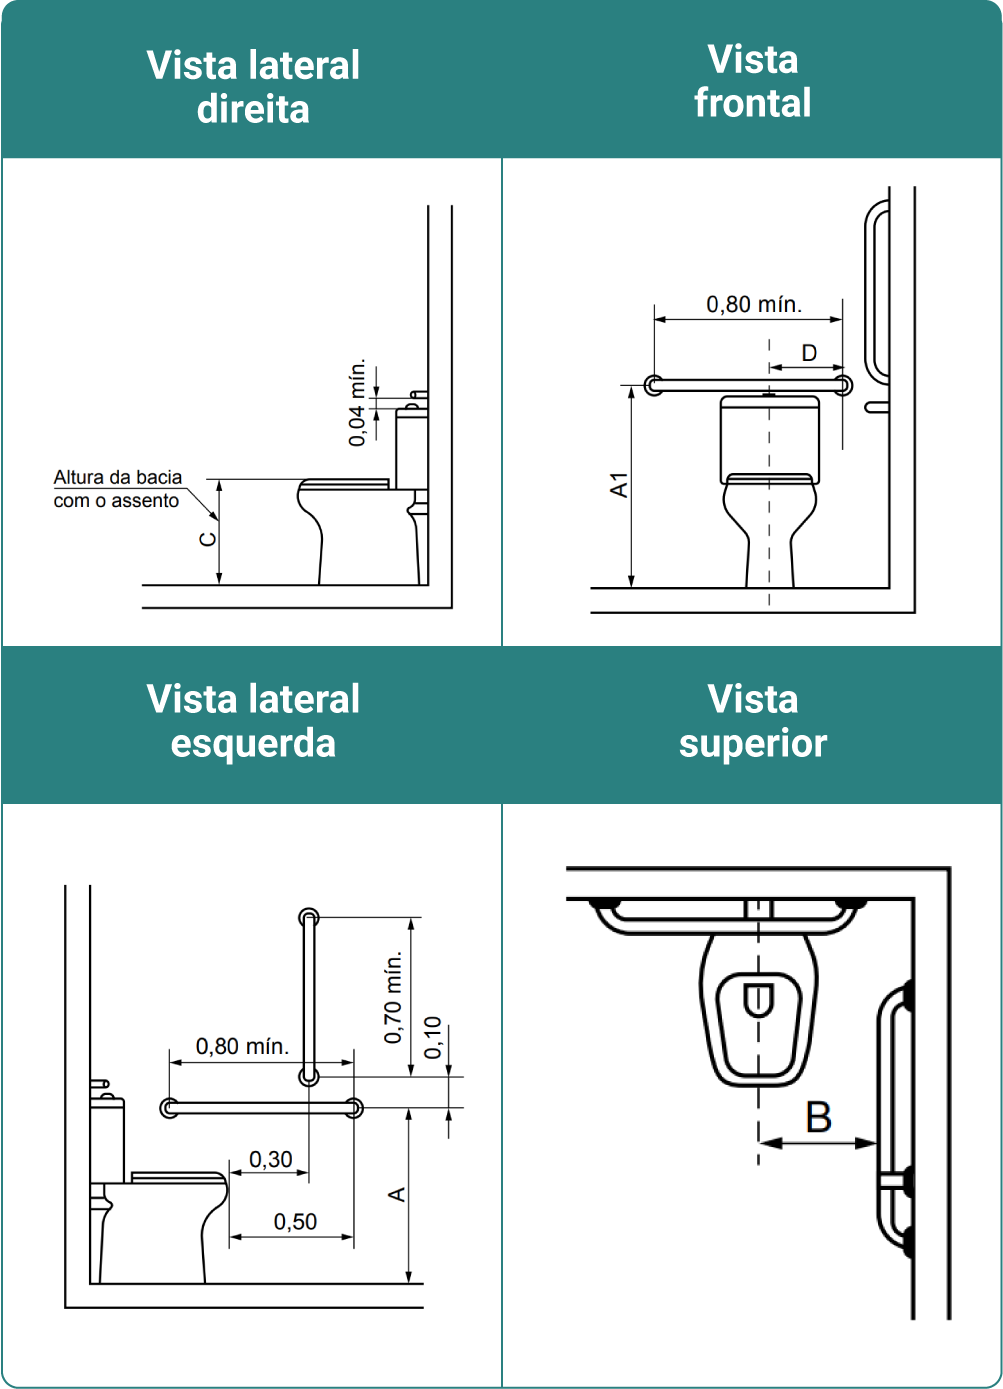 Vista lateral
direita
Vista
frontal
0,04 mín.
Altura da bacia
com o assento
C
0,80 mín.
D
A1
Vista lateral
esquerda
Vista
superior
0,70 mín.
0,10
0,80 mín.
0,30
A
0,50
B